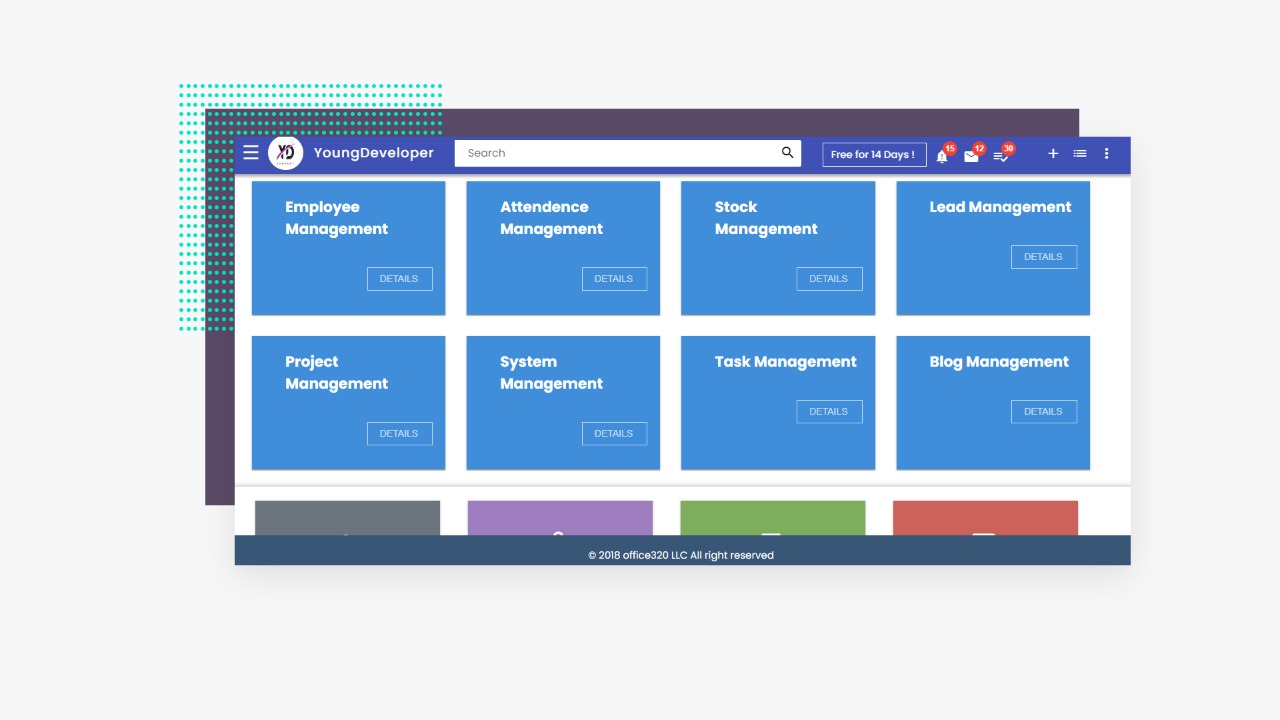 YoungDeveloper
Search
Free for 14 Days !
15
12
38
Employee
Management
DETAILS
Attendence
Management
DETAILS
Stock
Management
DETAILS
Lead Management
DETAILS
Project
Management
DETAILS
System
Management
DETAILS
Task Management
DETAILS
Blog Management
DETAILS
© 2018 office320 LLC All right reserved